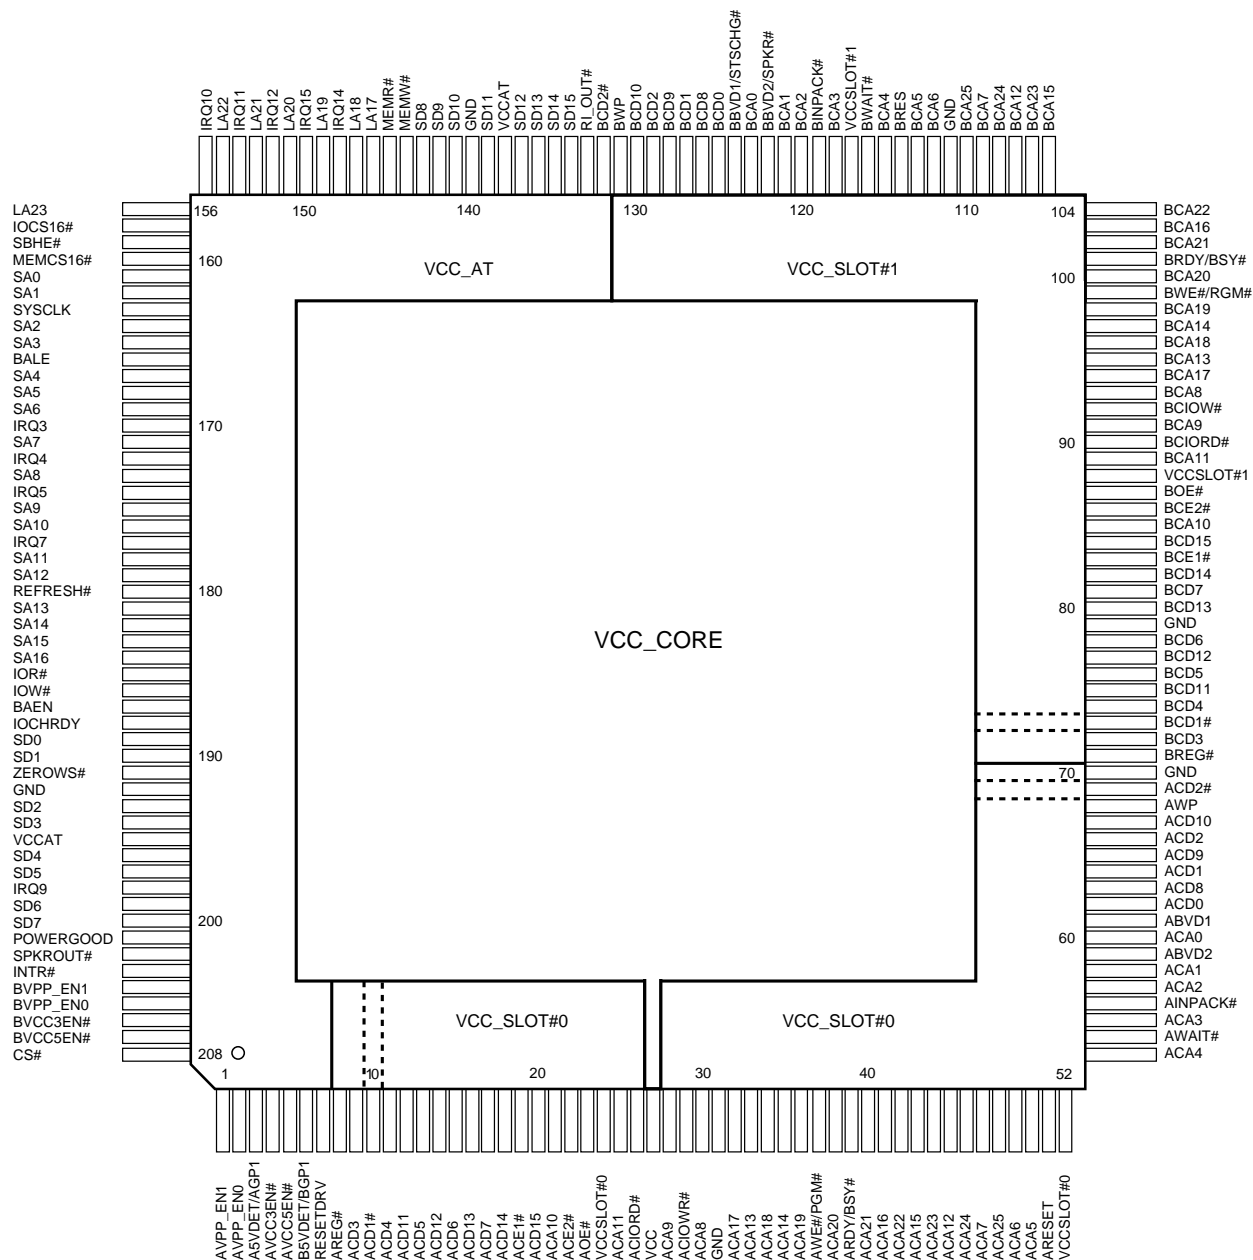 IRQ10
LA22
IRQ11
LA21
IRQ12
LA20
IRQ15
LA19
IRQ14
LA18
LA17
MEMR#
MEMW#
SD8
SD9
SD10
GND
SD11
VCCAT
SD12
SD13
SD14
SD15
RI_OUT#
BCD2#
BWP
BCD10
BCD2
BCD9
BCD1
BCD8
BCD0
BBVD1/STSCHG#
BCA0
BBVD2/SPKR#
BCA1
BCA2
BINPACK#
BCA3
VCCSLOT#1
BWAIT#
BCA4
BRES
BCA5
BCA6
GND
BCA25
BCA7
BCA24
BCA12
BCA23
BCA15
LA23
IOCS16#
SBHE#
MEMCS16#
SA0
SA1
SYSCLK
SA2
SA3
BALE
SA4
SA5
SA6
IRQ3
SA7
IRQ4
SA8
IRQ5
SA9
SA10
IRQ7
SA11
SA12
REFRESH#
SA13
SA14
SA15
SA16
IOR#
IOW#
BAEN
IOCHRDY
SD0
SD1
ZEROWS#
GND
SD2
SD3
VCCAT
SD4
SD5
IRQ9
SD6
SD7
POWERGOOD
SPKROUT#
INTR#
BVPP_EN1
BVPP_EN0
BVCC3EN#
BVCC5EN#
CS#
156 150 140 130 120 110 104
160
170
180
190
200
208
VCC_AT
VCC_SLOT#1
VCC_CORE
VCC_SLOT#0
VCC_SLOT#0
100
90
80
70
60
1 10 20 30 40 52
BCA22
BCA16
BCA21
BRDY/BSY#
BCA20
BWE#/RGM#
BCA19
BCA14
BCA18
BCA13
BCA17
BCA8
BCIOW#
BCA9
BCIORD#
BCA11
VCCSLOT#1
BOE#
BCE2#
BCA10
BCD15
BCE1#
BCD14
BCD7
BCD13
GND
BCD6
BCD12
BCD5
BCD11
BCD4
BCD1#
BCD3
BREG#
GND
ACD2#
AWP
ACD10
ACD2
ACD9
ACD1
ACD8
ACD0
ABVD1
ACA0
ABVD2
ACA1
ACA2
AINPACK#
ACA3
AWAIT#
ACA4
AVPP_EN1
AVPP_EN0
A5VDET/AGP1
AVCC3EN#
AVCC5EN#
B5VDET/BGP1
RESETDRV
AREG#
ACD3
ACD1#
ACD4
ACD11
ACD5
ACD12
ACD6
ACD13
ACD7
ACD14
ACE1#
ACD15
ACA10
ACE2#
AOE#
VCCSLOT#0
ACA11
ACIORD#
VCC
ACA9
ACIOWR#
ACA8
GND
ACA17
ACA13
ACA18
ACA14
ACA19
AWE#/PGM#
ACA20
ARDY/BSY#
ACA21
ACA16
ACA22
ACA15
ACA23
ACA12
ACA24
ACA7
ACA25
ACA6
ACA5
ARESET
VCCSLOT#0